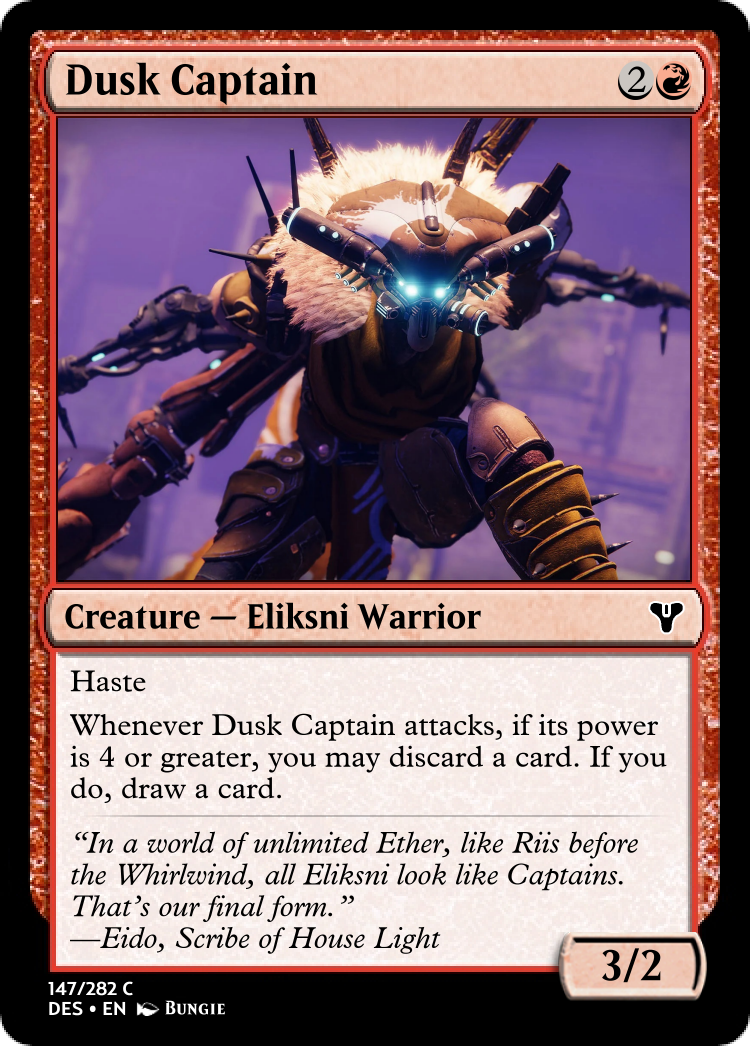 Dusk Captain 2
Creature — Eliksni Warrior
Haste
Whenever Dusk Captain attacks, if its power
is 4 or greater, you may discard a card. If you
do, draw a card.
“In a world of unlimited Ether, like Riis before
the Whirlwind, all Eliksni look like Captains.
That’s our final form.”
—Eido, Scribe of House Light
3/2
147/282 C
DES • EN Bungie